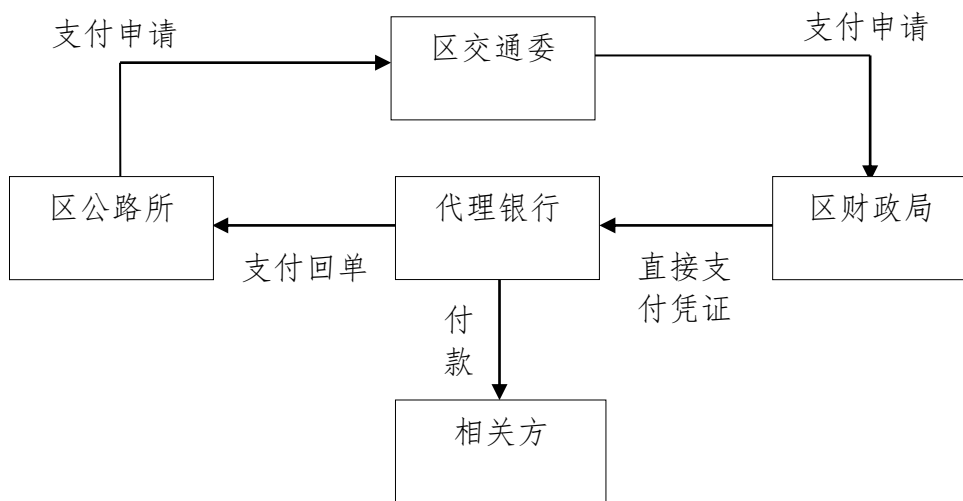 支付申请
区交通委
支付申请
区公路所
代理银行
区财政局
支付回单
直接支
付凭证
付
款
相关方